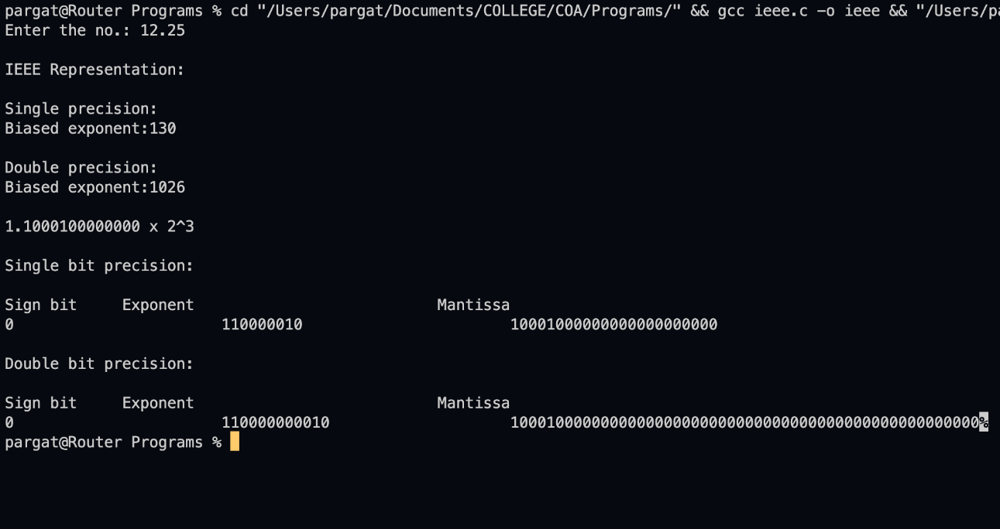 pargat@Router Programs % cd "/Users/pargat/Documents/COLLEGE/COA/Programs/" && gcc ieee.c -o ieee && "/Users/p
Enter the no.: 12.25
IEEE Representation:
Single precision:
Biased exponent:130
Double precision:
Biased exponent:1026
1.1000100000000 x 2^3
Single bit precision:
Sign bit Exponent Mantissa
0 110000010 10001000000000000000000
Double bit precision:
Sign bit Exponent Mantissa
0 110000000010 1000100000000000000000000000000000000000000000000000%
pargat@Router Programs %